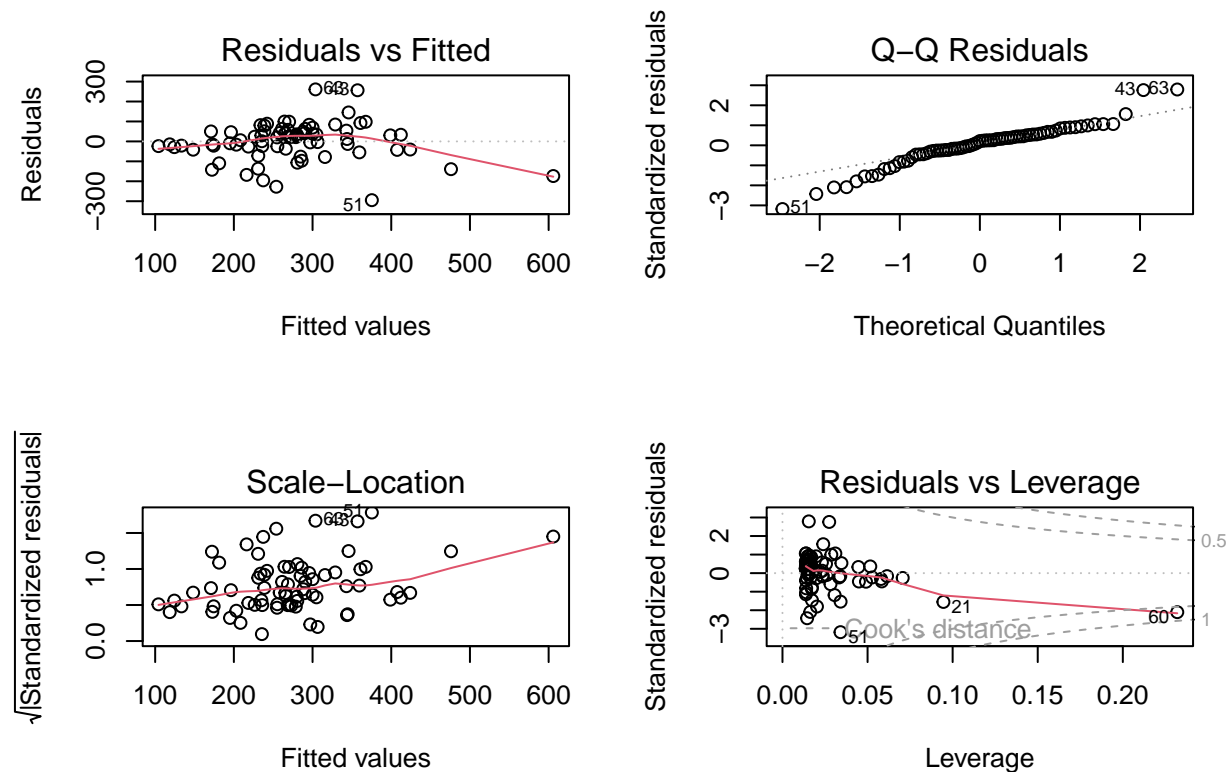 Residuals vs Fitted
Residuals
300
0
−300
63
43
51
100 200 300 400 500 600
Fitted values
Q−Q Residuals
Standardized residuals
2
0
−3
43 63
51
−2 −1 0 1 2
Theoretical Quantiles
Scale−Location
√|Standardized residuals|
1.0
0.0
63
43
51
100 200 300 400 500 600
Fitted values
Residuals vs Leverage
Standardized residuals
2
0
−3
0.5
1
21
60
51
Cook's distance
0.00 0.05 0.10 0.15 0.20
Leverage